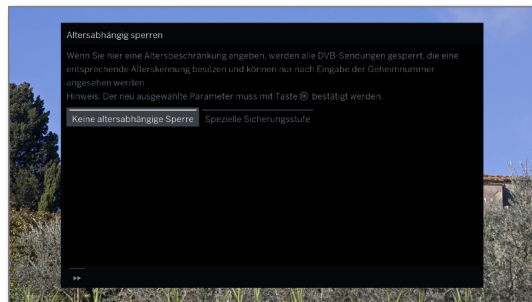 Altersabhängig sperren
Wenn Sie hier eine Altersbeschränkung angeben, werden alle DVB-Sendungen gesperrt, die eine
entsprechende Alterskennung besitzen und können nur nach Eingabe der Geheimnummer
angesehen werden
Hinweis: Der neu ausgewählte Parameter muss mit Taste bestätigt werden.
Keine altersabhängige Sperre Spezielle Sicherungsstufe